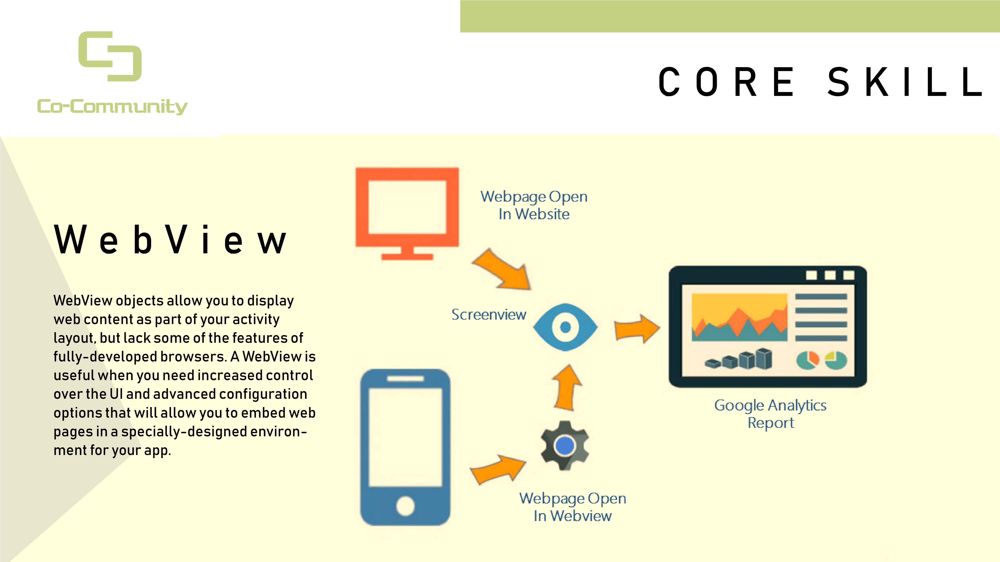 Co-Community
CORE SKILL
WebView
WebView objects allow you to display
web content as part of your activity
layout, but lack some of the features of
fully-developed browsers. A WebView is
useful when you need increased control
over the UI and advanced configuration
options that will allow you to embed web
pages in a specially-designed environ-
ment for your app.
Webpage Open
In Website
Screenview
Google Analytics
Report
Webpage Open
In Webview